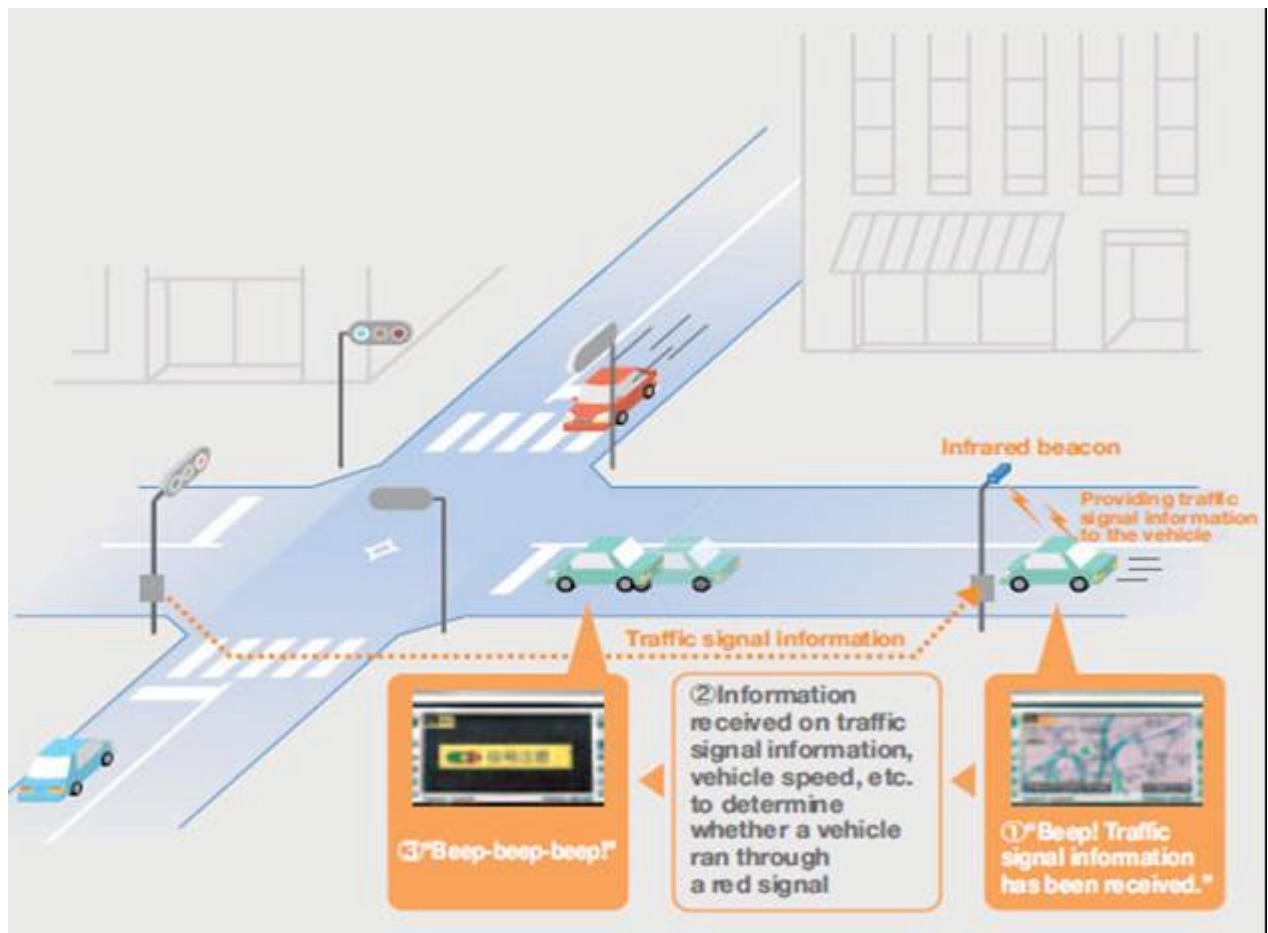 Infrared beacon
Providing traffic
signal information
to the vehicle
Traffic signal information
①"Beep! Traffic
signal information
has been received."
②Information
received on traffic
signal information,
vehicle speed, etc.
to determine
whether a vehicle
ran through
a red signal
③"Beep-beep-beep!"